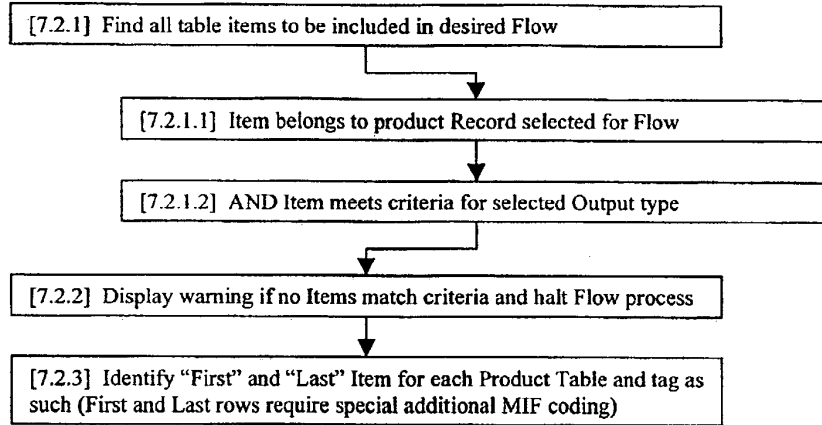 [7.2.1] Find all table items to be included in desired Flow
[7.2.1.1] Item belongs to product Record selected for Flow
[7.2.1.2] AND Item meets criteria for selected Output type
[7.2.2] Display warning if no Items match criteria and halt Flow process
[7.2.3] Identify “First” and “Last” Item for each Product Table and tag as
such (First and Last rows require special additional MIF coding)